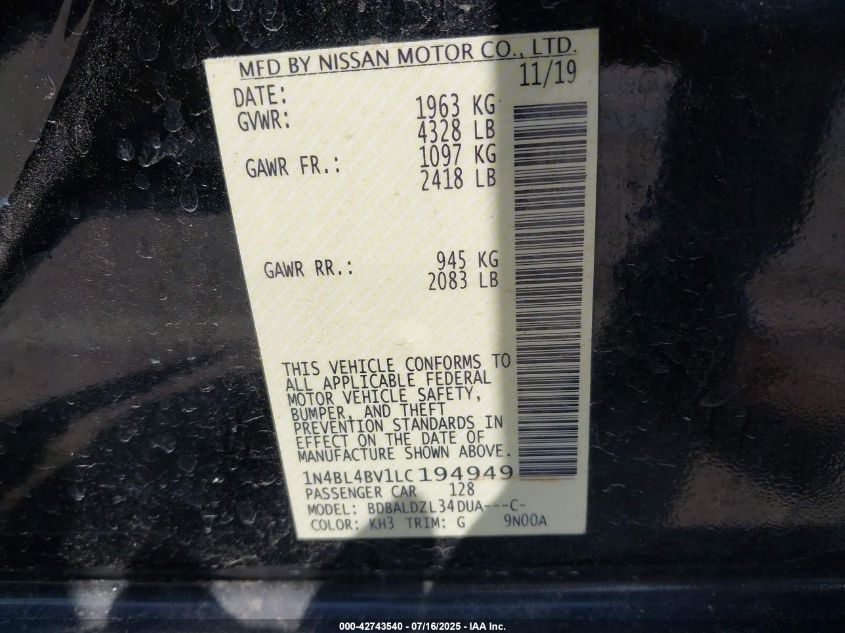 MFD BY NISSAN MOTOR CO., LTD.
DATE: 11/19
GVWR: 1963 KG
4328 LB
GAWR FR.: 1097 KG
2418 LB
GAWR RR.: 945 KG
2083 LB
THIS VEHICLE CONFORMS TO
ALL APPLICABLE FEDERAL
MOTOR VEHICLE SAFETY,
BUMPER, AND THEFT
PREVENTION STANDARDS IN
EFFECT ON THE DATE OF
MANUFACTURE SHOWN ABOVE.
1N4BL4BV1LC194949
PASSENGER CAR 128
MODEL: BDBALDZL34DUA---C-
COLOR: KH3 TRIM: G 9N00A
000-42743540 - 07/16/2025 - IAA Inc.